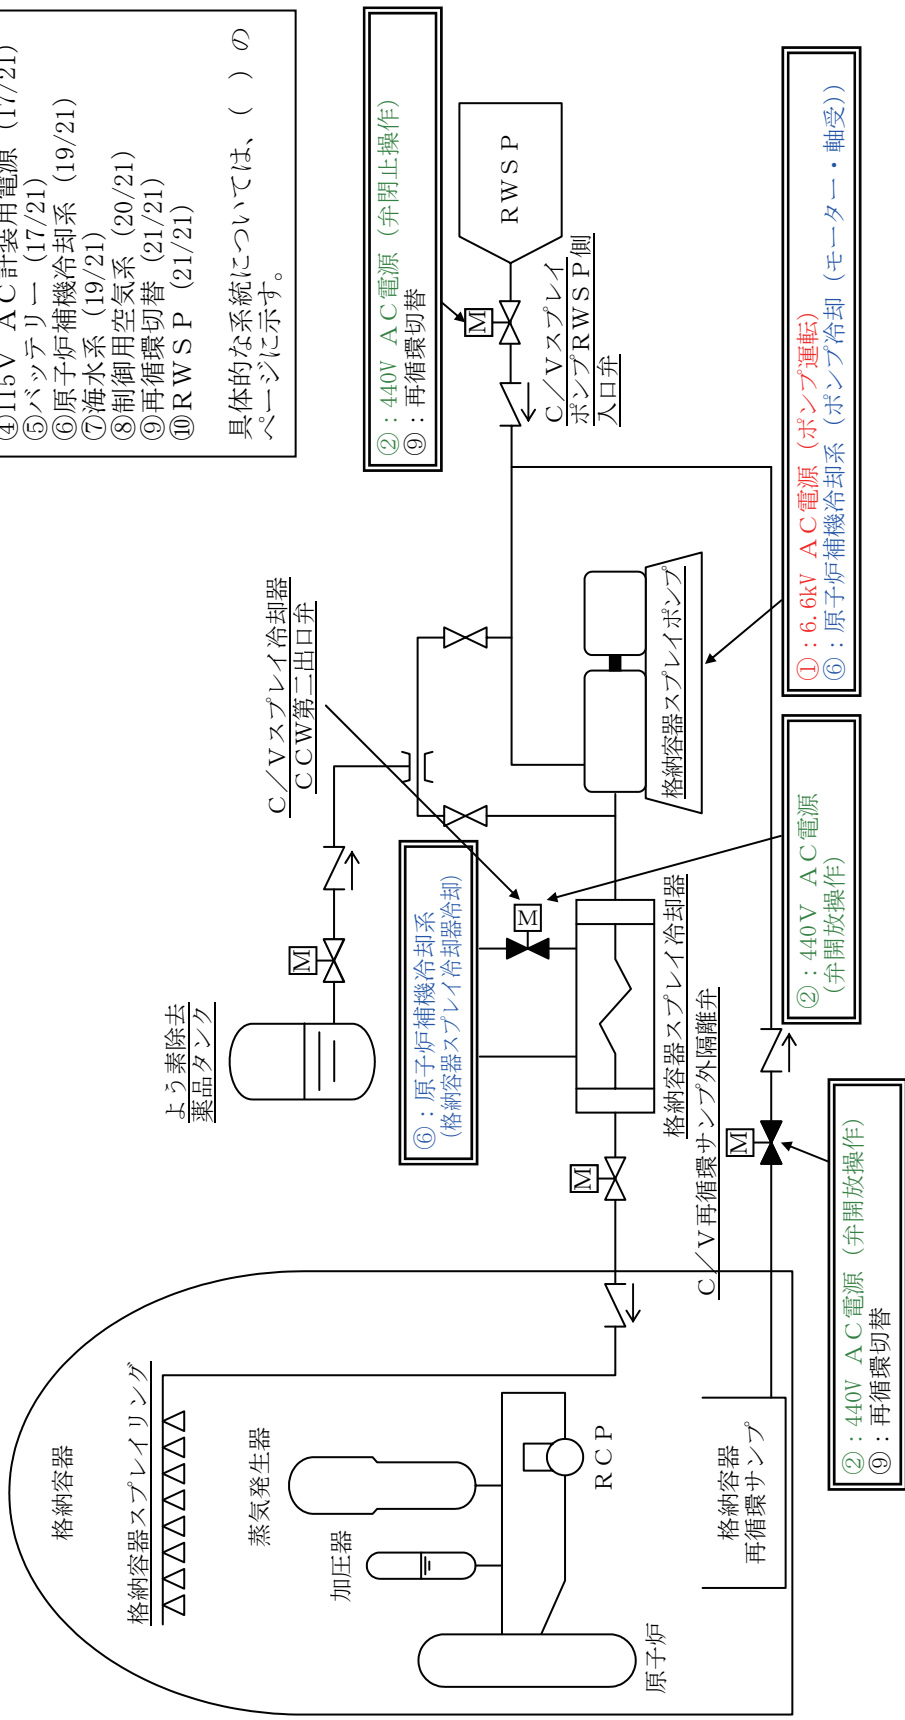 ④115V AC計装用電源 (17/21)
⑤バッテリー (17/21)
⑥原子炉補機冷却系 (19/21)
⑦海水系 (19/21)
⑧制御用空気系 (20/21)
⑨再循環切替 (21/21)
⑩RWSP (21/21)
具体的な系統については、( )の
ページに示す。
②：440V AC電源 (弁閉止操作)
⑨：再循環切替
RWSP
M
C/Vスプレイ
ポンプRWSP側
入口弁
C/Vスプレイ冷却器
CCW第二出口弁
格納容器スプレイポンプ
①：6.6kV AC電源 (ポンプ運転)
⑥：原子炉補機冷却系 (ポンプ冷却 (モーター・軸受))
よう素除去
薬品タンク
M
⑥：原子炉補機冷却系
(格納容器スプレイ冷却器冷却)
M
格納容器スプレイ冷却器
②：440V AC電源
(弁開放操作)
M
C/V再循環サンプ外隔離弁
M
②：440V AC電源 (弁開放操作)
⑨：再循環切替
格納容器
格納容器スプレイリング
蒸気発生器
加圧器
RCP
原子炉
格納容器
再循環サンプ